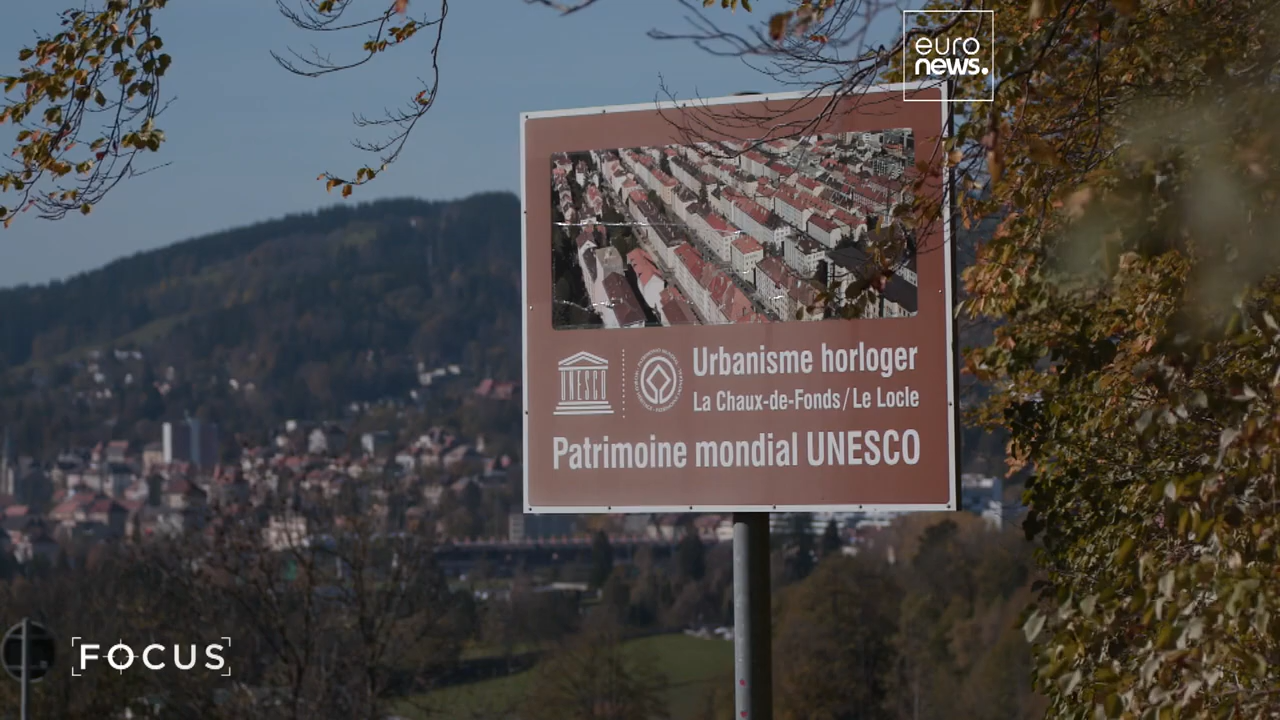 euro
news.
UNESCO
Urbanisme horloger
La Chaux-de-Fonds/Le Locle
Patrimoine mondial UNESCO
FOCUS